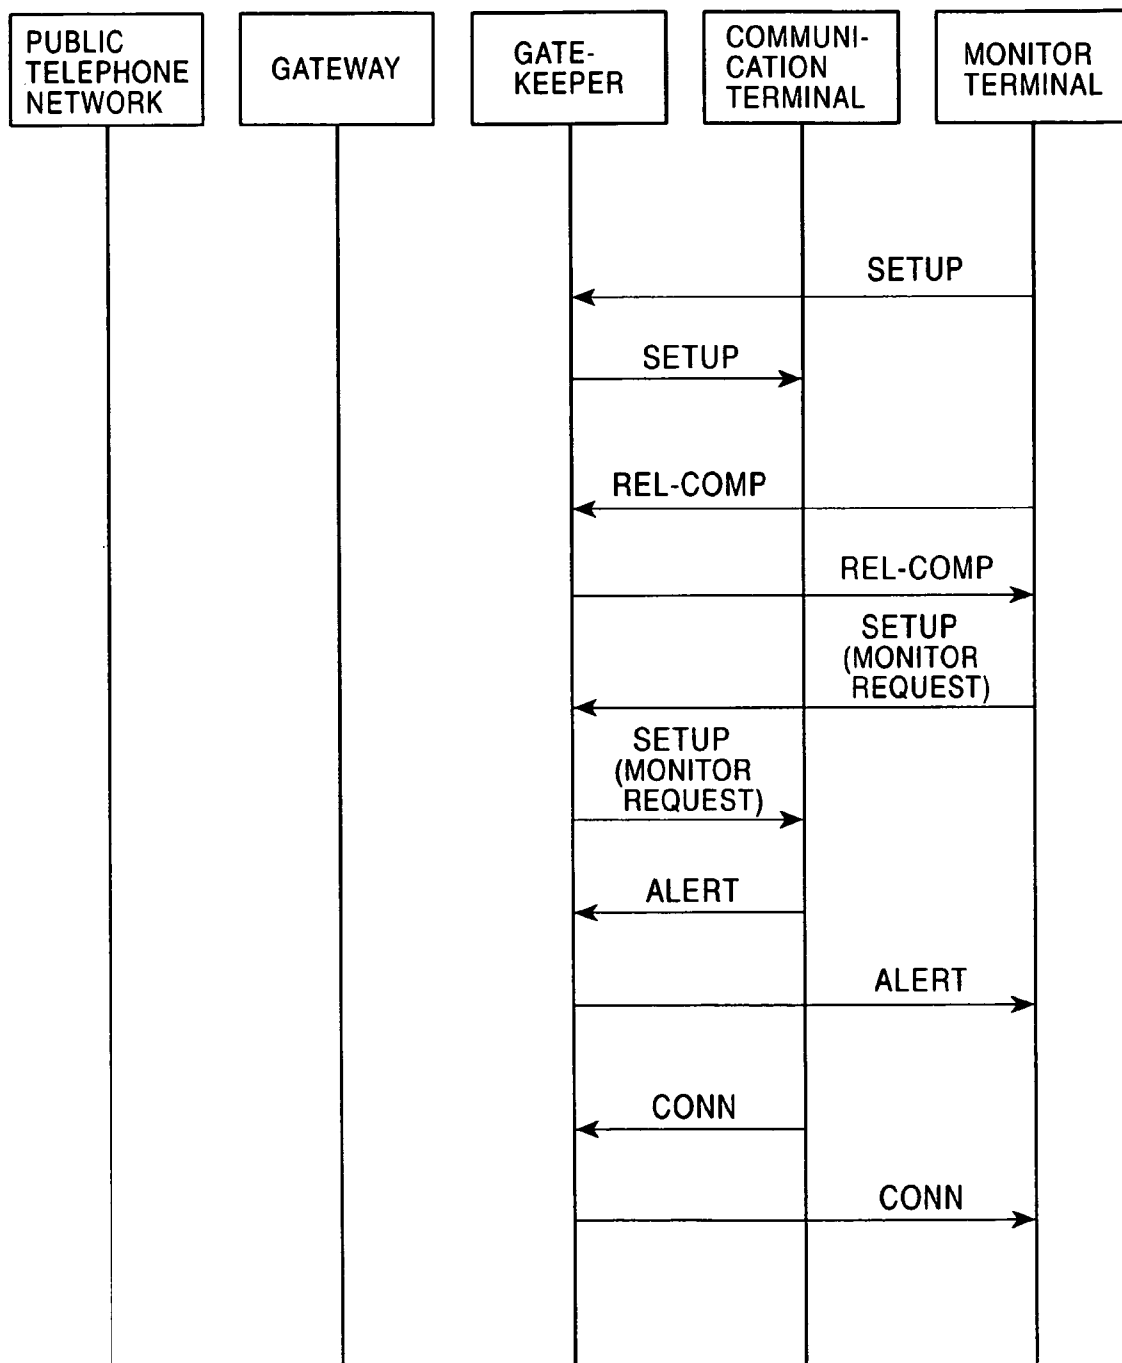 PUBLIC
TELEPHONE
NETWORK
GATEWAY
GATE-
KEEPER
COMMUNI-
CATION
TERMINAL
MONITOR
TERMINAL
SETUP
SETUP
REL-COMP
REL-COMP
SETUP
(MONITOR
REQUEST)
SETUP
(MONITOR
REQUEST)
ALERT
ALERT
CONN
CONN